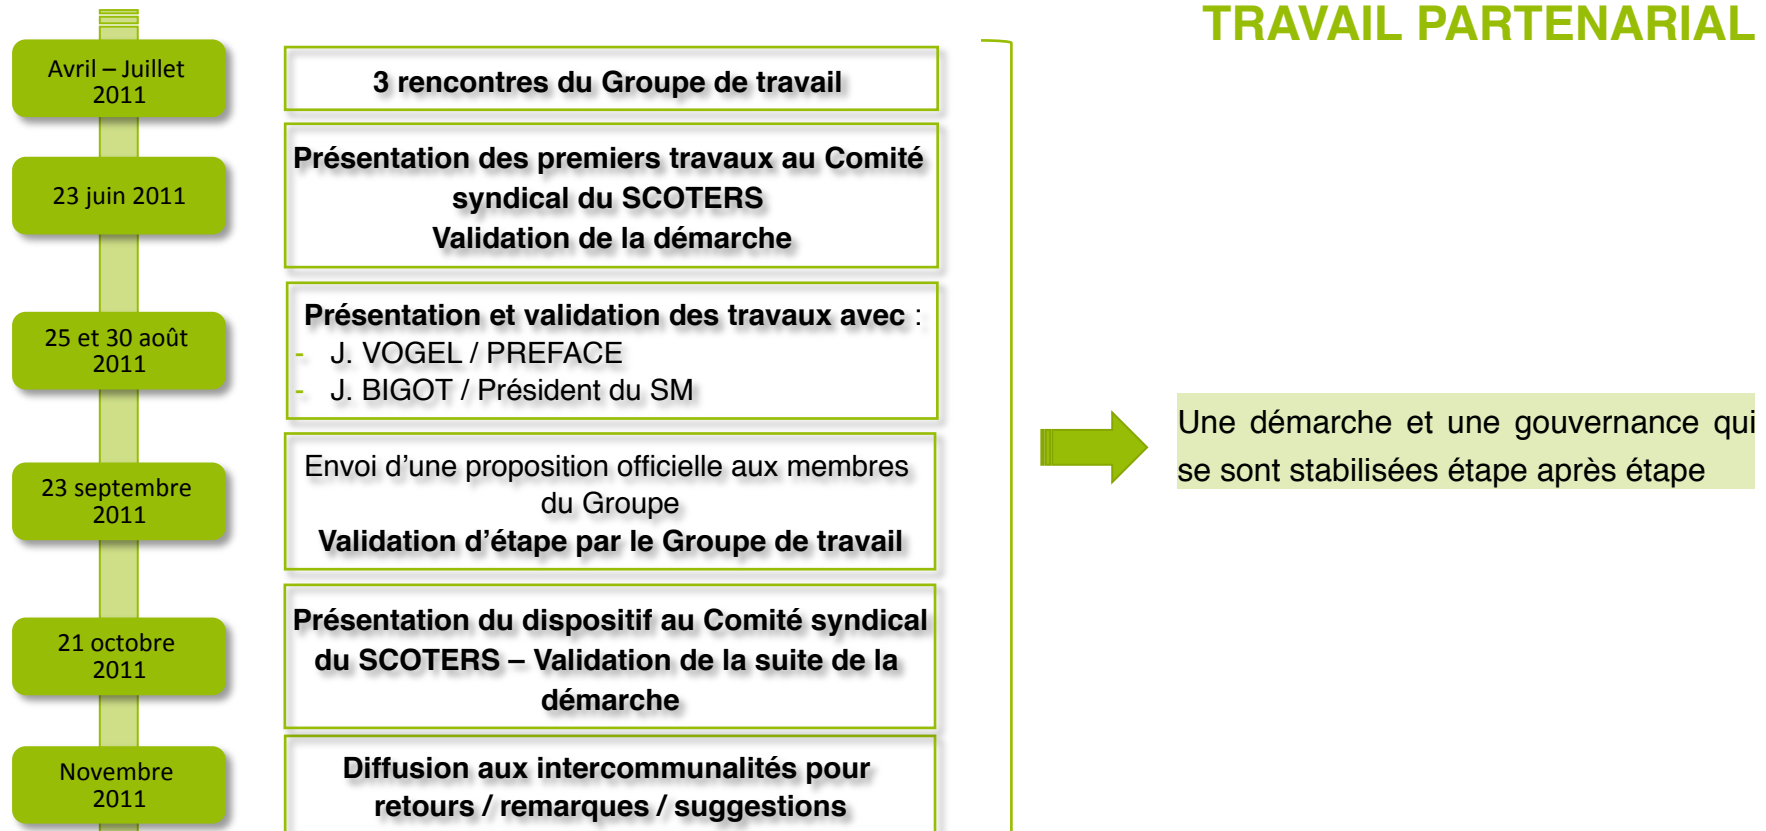 TRAVAIL PARTENARIAL
Avril – Juillet
2011
3 rencontres du Groupe de travail
23 juin 2011
Présentation des premiers travaux au Comité
syndical du SCOTERS
Validation de la démarche
25 et 30 août
2011
Présentation et validation des travaux avec :
- J. VOGEL / PREFACE
- J. BIGOT / Président du SM
23 septembre
2011
Envoi d’une proposition officielle aux membres
du Groupe
Validation d’étape par le Groupe de travail
21 octobre
2011
Présentation du dispositif au Comité syndical
du SCOTERS – Validation de la suite de la
démarche
Novembre
2011
Diffusion aux intercommunalités pour
retours / remarques / suggestions
Une démarche et une gouvernance qui
se sont stabilisées étape après étape